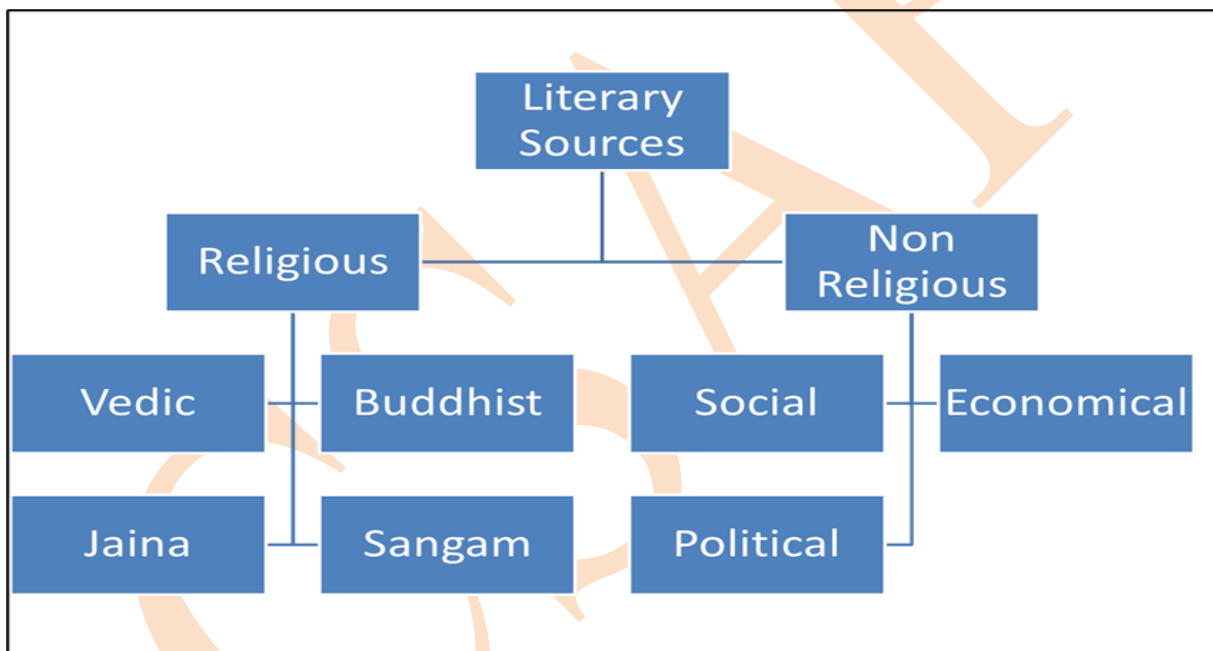 Literary
Sources
Religious
Non
Religious
Vedic
Buddhist
Social
Economical
Jaina
Sangam
Political